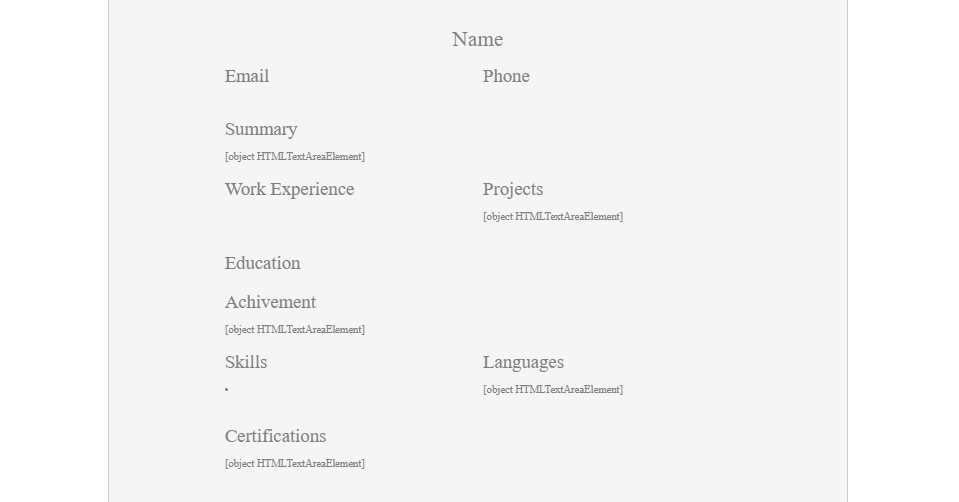 Name
Email Phone
Summary
[object HTMLTextAreaElement]
Work Experience Projects
[object HTMLTextAreaElement]
Education
Achivement
[object HTMLTextAreaElement]
Skills Languages
• [object HTMLTextAreaElement]
Certifications
[object HTMLTextAreaElement]